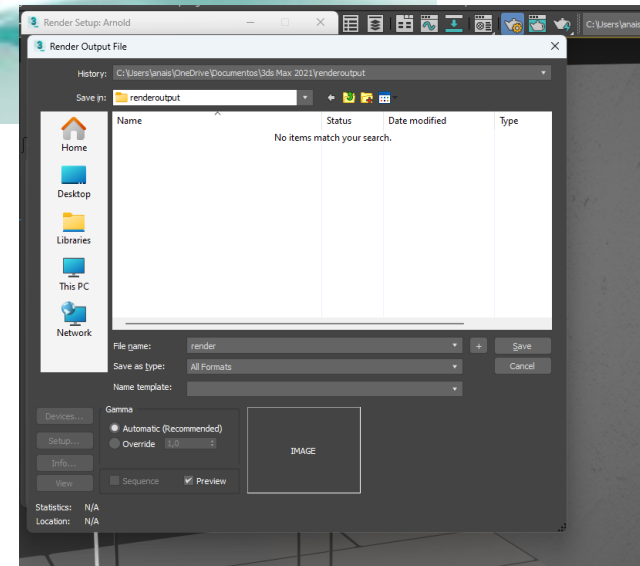 Render Setup: Arnold
C:\Users\anais
Render Output File
History: C:\Users\anais\OneDrive\Documentos\3ds Max 2021\renderoutput
Save in: renderoutput
Name Status Date modified Type
No items match your search.
Home
Desktop
Libraries
This PC
Network
File name: render + Save
Save as type: All Formats Cancel
Name template:
Devices...
Setup...
Info...
View
Gamma
Automatic (Recommended)
Override 1,0
Sequence Preview
IMAGE
Statistics: N/A
Location: N/A